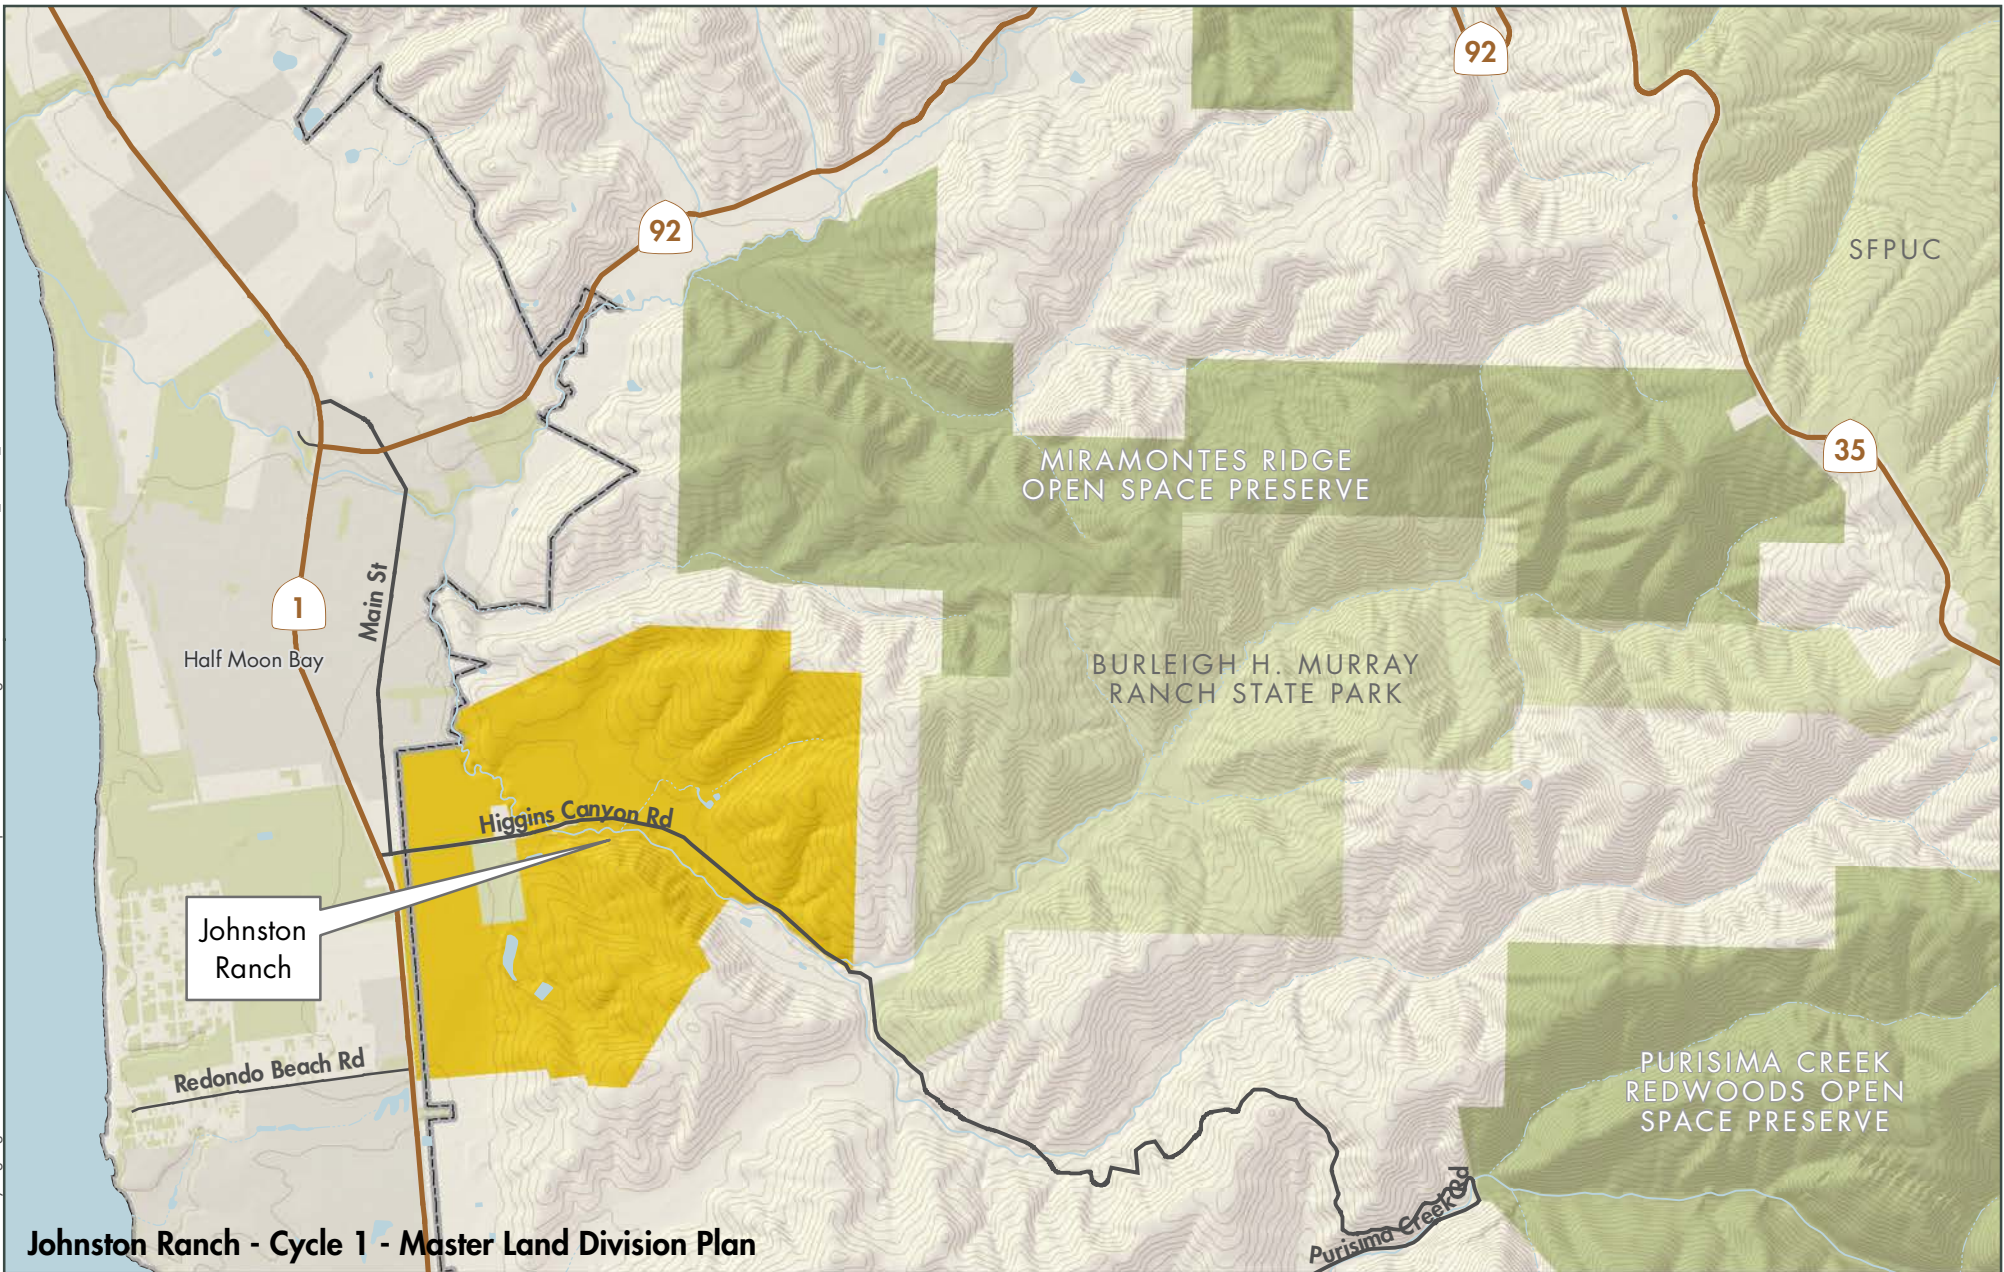 92
92
SFPUC
35
MIRAMONTES RIDGE
OPEN SPACE PRESERVE
1
Main St
Half Moon Bay
BURLEIGH H. MURRAY
RANCH STATE PARK
Higgins Canyon Rd
Johnston
Ranch
Redondo Beach Rd
PURISIMA CREEK
REDWOODS OPEN
SPACE PRESERVE
Purisima Creek Rd
Johnston Ranch - Cycle 1 - Master Land Division Plan